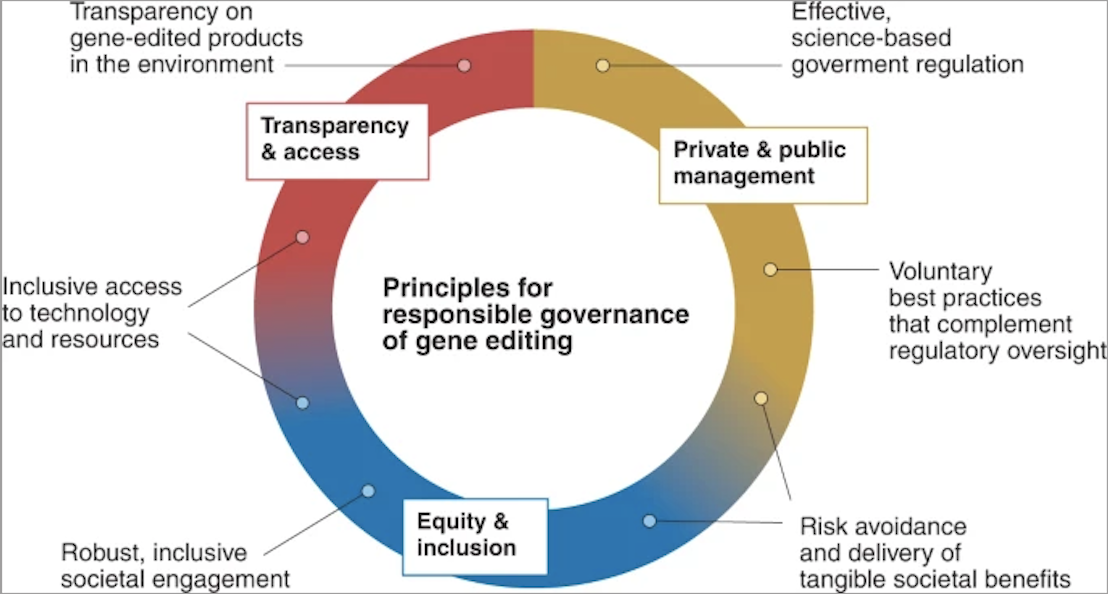 Transparency on
gene-edited products
in the environment
Effective,
science-based
goverment regulation
Transparency
& access
Private & public
management
Inclusive access
to technology
and resources
Principles for
responsible governance
of gene editing
Voluntary
best practices
that complement
regulatory oversight
Equity &
inclusion
Robust, inclusive
societal engagement
Risk avoidance
and delivery of
tangible societal benefits